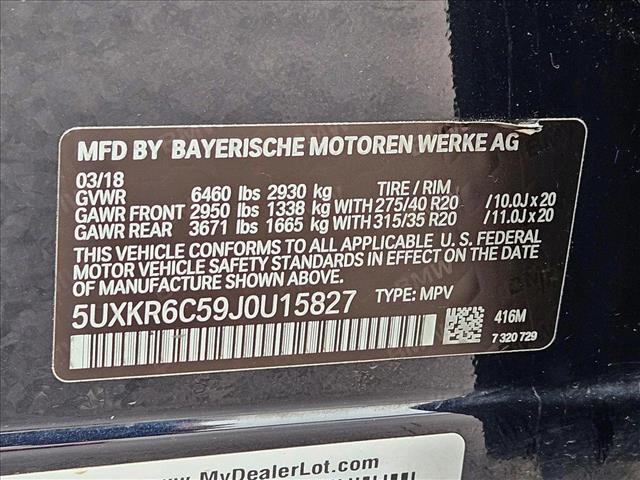 MFD BY BAYERISCHE MOTOREN WERKE AG
03/18 TIRE / RIM
GVWR 6460 lbs 2930 kg
GAWR FRONT 2950 lbs 1338 kg WITH 275/40 R20 /10.0J x 20
GAWR REAR 3671 lbs 1665 kg WITH 315/35 R20 /11.0J x 20
THIS VEHICLE CONFORMS TO ALL APPLICABLE U. S. FEDERAL
MOTOR VEHICLE SAFETY STANDARDS IN EFFECT ON THE DATE
OF MANUFACTURE SHOWN ABOVE.
5UXKR6C59J0U15827 TYPE: MPV
416M
7 320 729
www.MyDealerLot.com